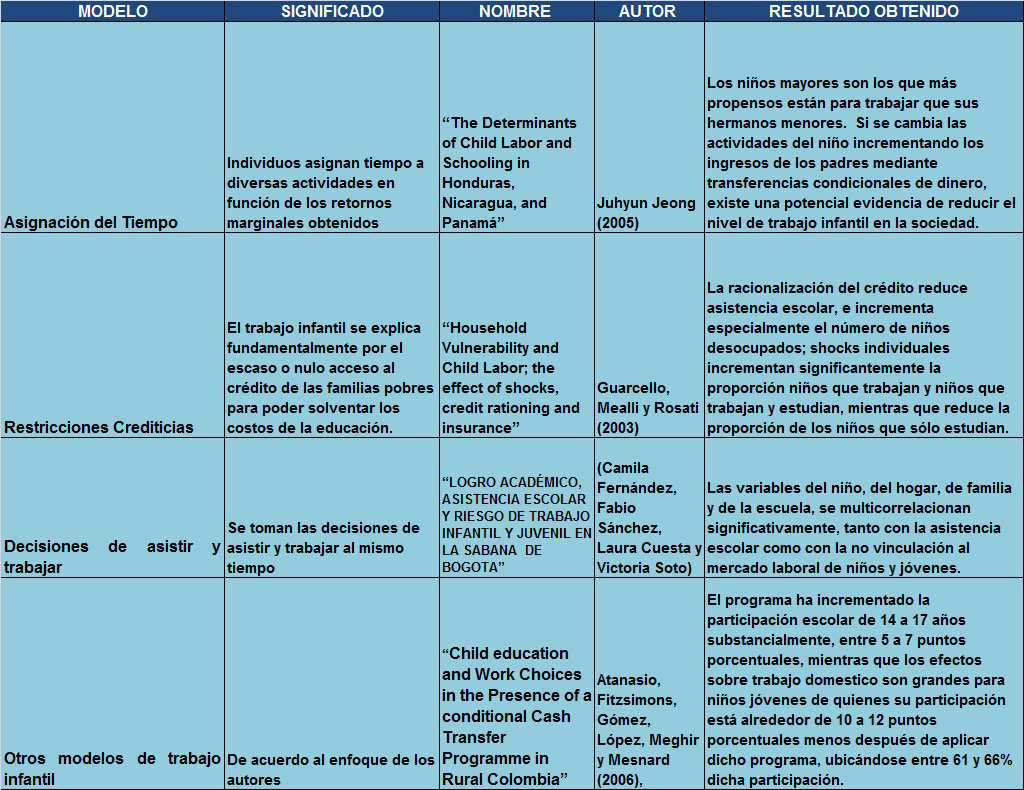 MODELO SIGNIFICADO NOMBRE AUTOR RESULTADO OBTENIDO
Asignación del Tiempo
Individuos asignan tiempo a
diversas actividades en
función de los retornos
marginales obtenidos
“The Determinants
of Child Labor and
Schooling in
Honduras,
Nicaragua, and
Panamá”
Juhyun Jeong
(2005)
Los niños mayores son los que más
propensos están para trabajar que sus
hermanos menores.  Si se cambia las
actividades del niño incrementando los
ingresos de los padres mediante
transferencias condicionales de dinero,
existe una potencial evidencia de reducir el
nivel de trabajo infantil en la sociedad.
Restricciones Crediticias
El trabajo infantil se explica
fundamentalmente por el
escaso o nulo acceso al
crédito de las familias pobres
para poder solventar los
costos de la educación.
“Household
Vulnerability and
Child Labor; the
effect of shocks,
credit rationing and
insurance”
Guarcello,
Mealli y Rosati
(2003)
La racionalización del crédito reduce
asistencia escolar, e incrementa
especialmente el número de niños
desocupados; shocks individuales
incrementan significantemente la
proporción niños que trabajan y niños que
trabajan y estudian, mientras que reduce la
proporción de los niños que sólo estudian.
Decisiones de asistir y
trabajar
Se toman las decisiones de
asistir y trabajar al mismo
tiempo
“LOGRO ACADÉMICO,
ASISTENCIA ESCOLAR
Y RIESGO DE TRABAJO
INFANTIL Y JUVENIL EN
LA SABANA  DE
BOGOTA”
(Camila
Fernández,
Fabio
Sánchez,
Laura Cuesta y
Victoria Soto)
Las variables del niño, del hogar, de familia
y de la escuela, se multicorrelacionan
significativamente, tanto con la asistencia
escolar como con la no vinculación al
mercado laboral de niños y jóvenes.
Otros modelos de trabajo
infantil
De acuerdo al enfoque de los
autores
“Child education
and Work Choices
in the Presence of a
conditional Cash
Transfer
Programme in
Rural Colombia”
Atanasio,
Fitzsimons,
Gómez,
López, Meghir
y Mesnard
(2006),
El programa ha incrementado la
participación escolar de 14 a 17 años
substancialmente, entre 5 a 7 puntos
porcentuales, mientras que los efectos
sobre trabajo domestico son grandes para
niños jóvenes de quienes su participación
está alrededor de 10 a 12 puntos
porcentuales menos después de aplicar
dicho programa, ubicándose entre 61 y 66%
dicha participación.